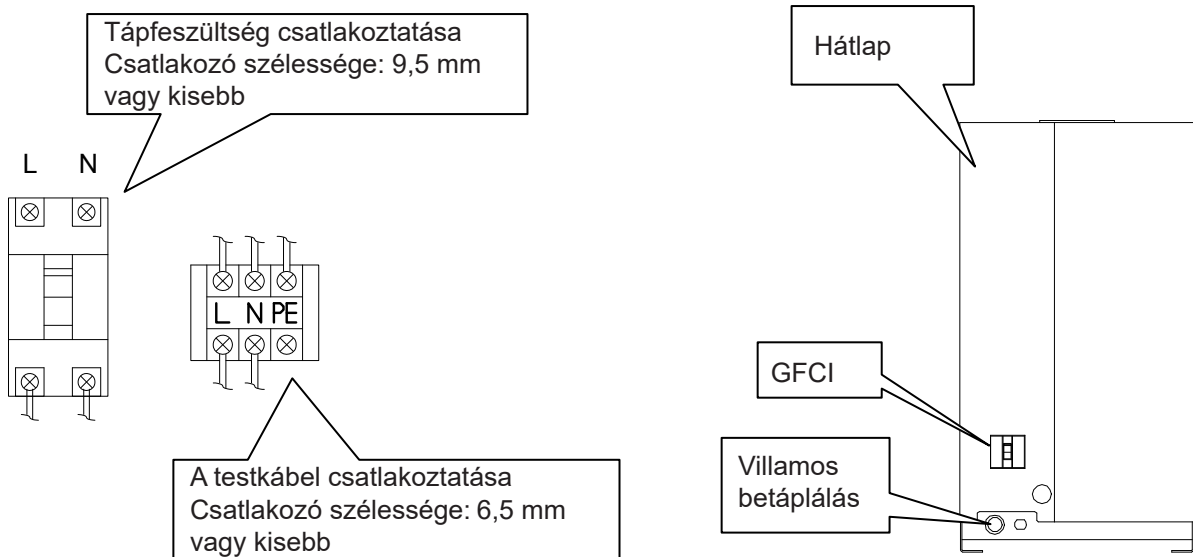 Tápfeszültség csatlakoztatása
Csatlakozó szélessége: 9,5 mm
vagy kisebb
L N
L N PE
A testkábel csatlakoztatása
Csatlakozó szélessége: 6,5 mm
vagy kisebb
Hátlap
GFCI
Villamos
betáplálás